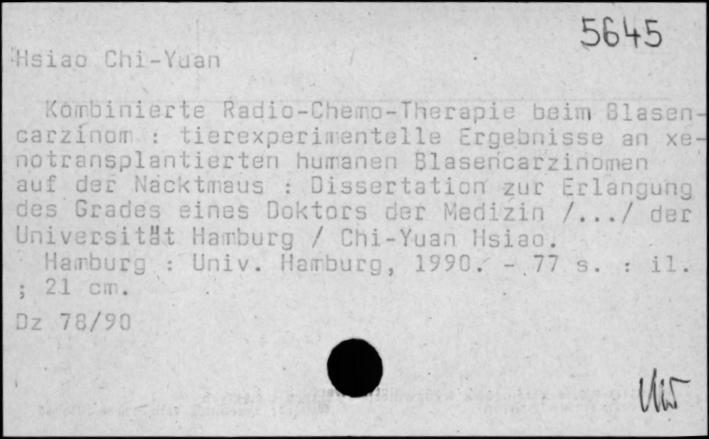 5645
Hsiao Chi-Yuan
Kombinierte Radio-Chemo-Therapie beim Blasen-
carzinom : tierexperimentelle Ergebnisse an xe-
notransplantierten humanen Blasencarzinomen
auf der Nacktmaus : Dissertation zur Erlangung
des Grades eines Doktors der Medizin /.../ der
Universität Hamburg / Chi-Yuan Hsiao.
Hamburg : Univ. Hamburg, 1990. - 77 s. : il.
; 21 cm.
Dz 78/90